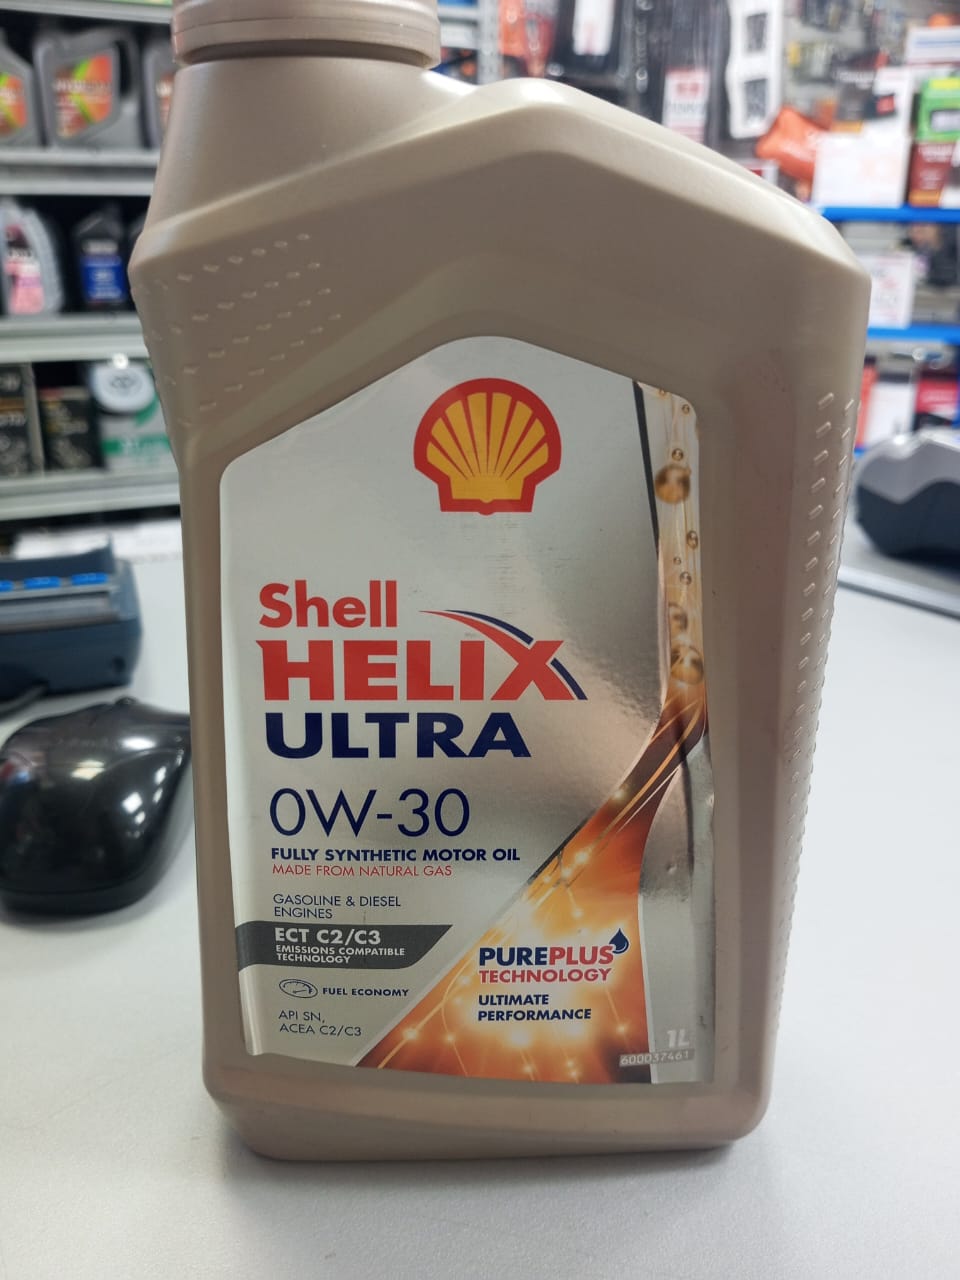 Shell
HELIX
ULTRA
0W-30
FULLY SYNTHETIC MOTOR OIL
MADE FROM NATURAL GAS
GASOLINE & DIESEL
ENGINES
ECT C2/C3
EMISSIONS COMPATIBLE
TECHNOLOGY
FUEL ECONOMY
API SN,
ACEA C2/C3
PUREPLUS
TECHNOLOGY
ULTIMATE
PERFORMANCE
1L
600037461